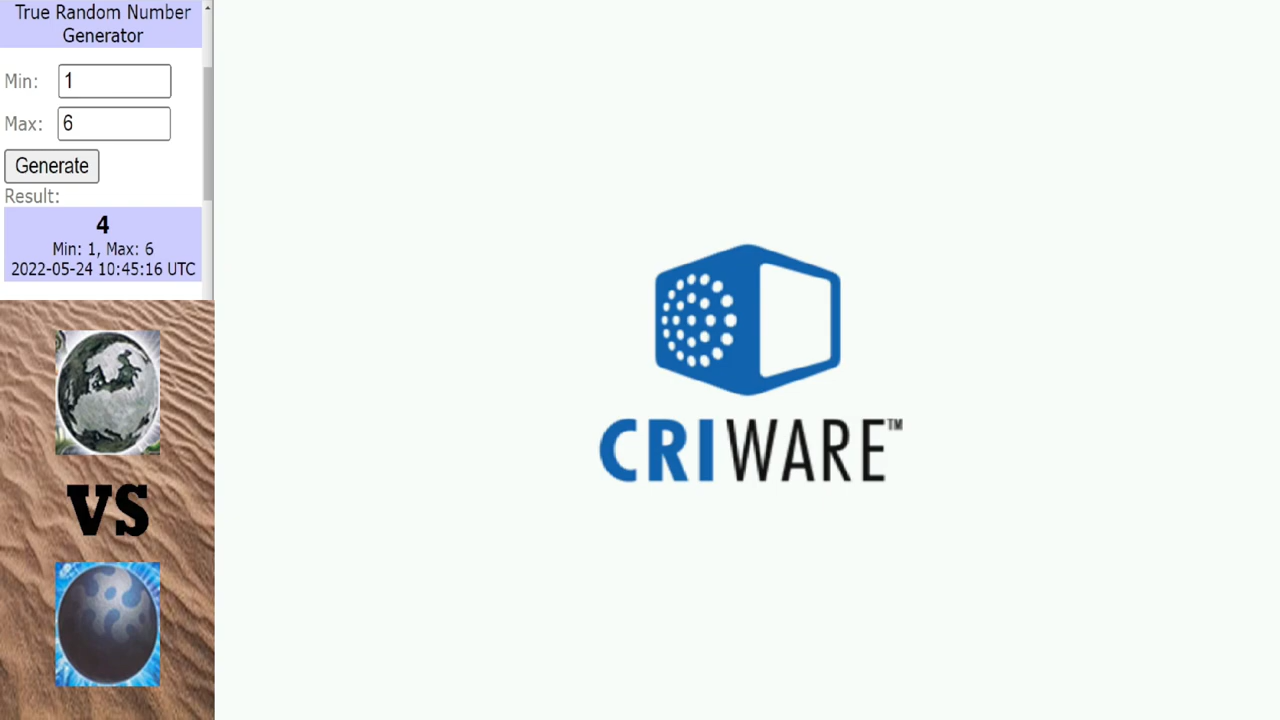 True Random Number
Generator
Min: 1
Max: 6
Generate
Result:
4
Min: 1, Max: 6
2022-05-24 10:45:16 UTC
VS
CRIWARE™